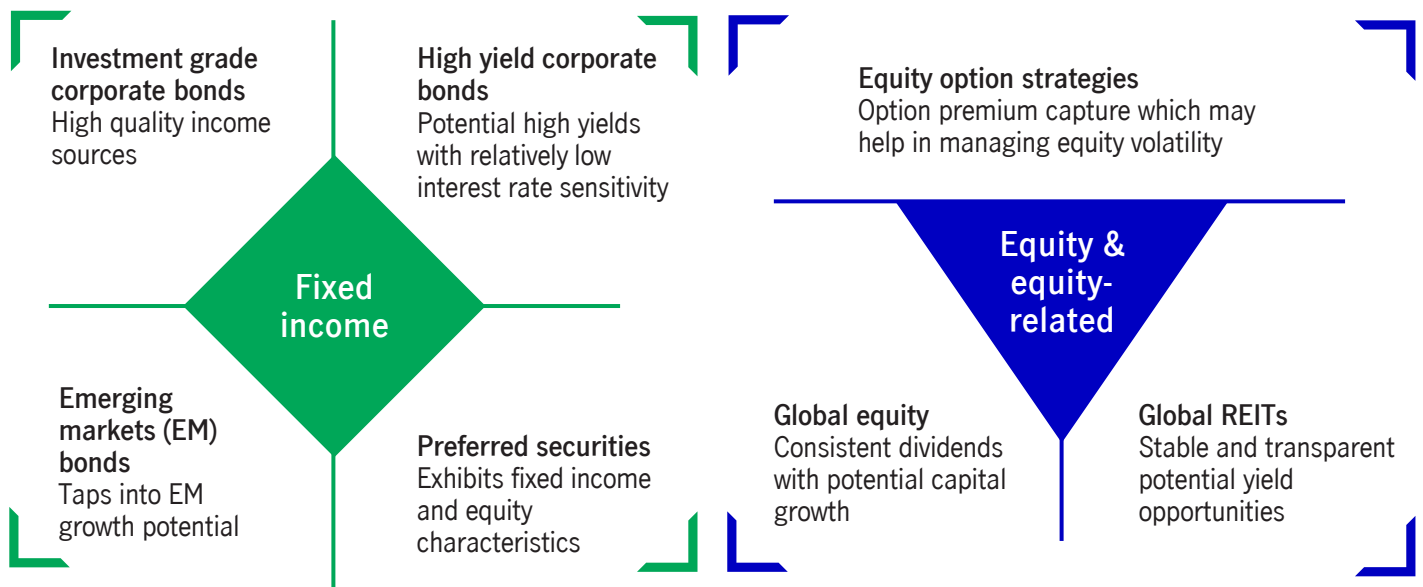 Investment grade
corporate bonds
High quality income
sources
High yield corporate
bonds
Potential high yields
with relatively low
interest rate sensitivity
Fixed
income
Emerging
markets (EM)
bonds
Taps into EM
growth potential
Preferred securities
Exhibits fixed income
and equity
characteristics
Equity option strategies
Option premium capture which may
help in managing equity volatility
Equity &
equity-
related
Global equity
Consistent dividends
with potential capital
growth
Global REITs
Stable and transparent
potential yield
opportunities